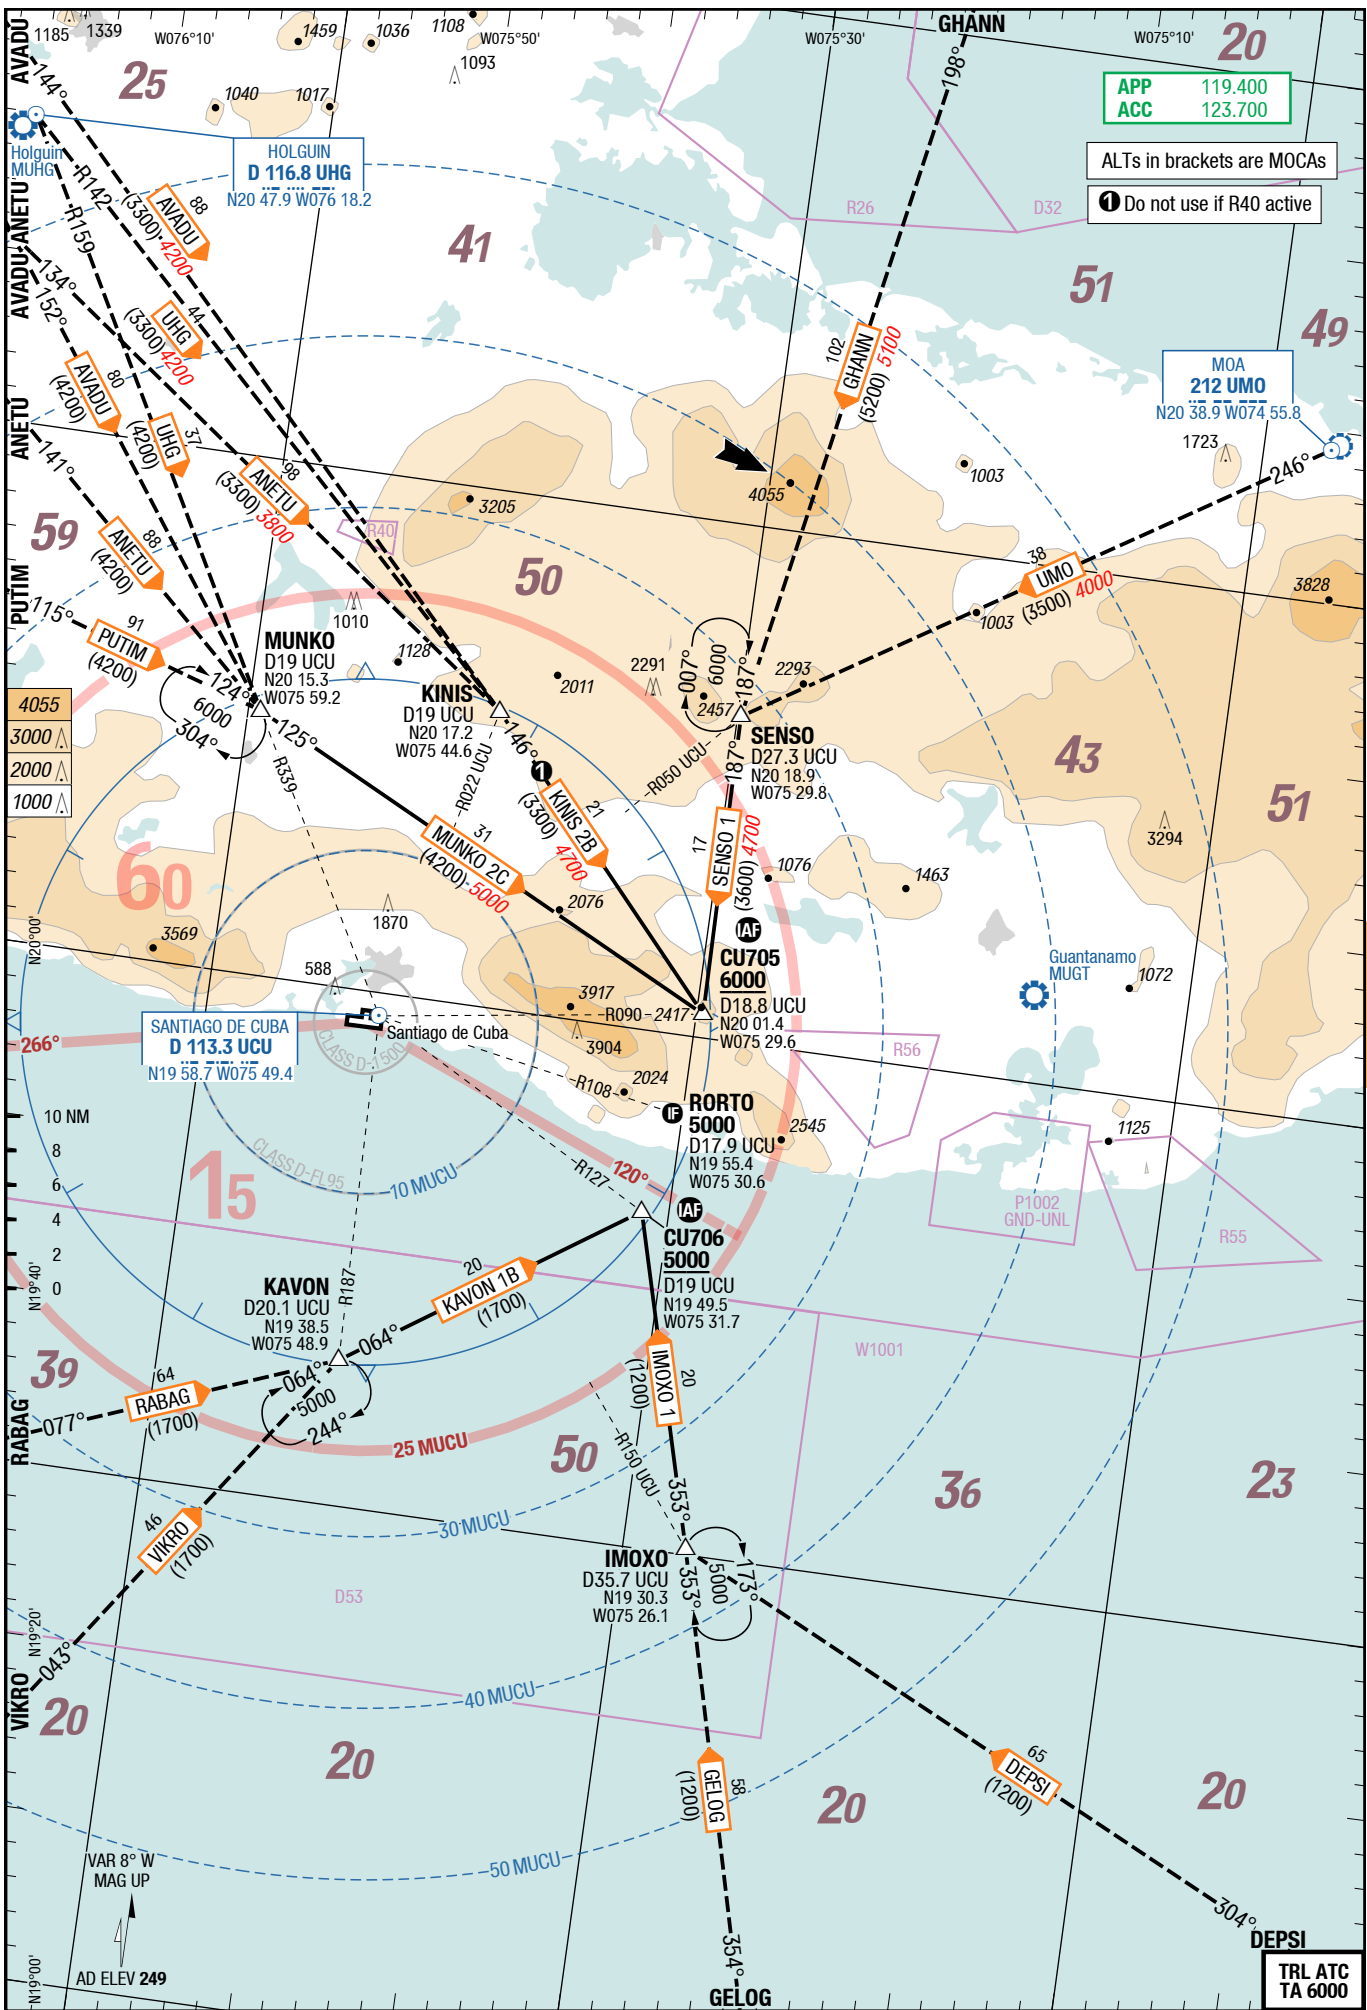 AVADU
1185
1339
W076°10'
1459
1036
1108
W075°50'
1093
W075°30'
GHANN
W075°10'
20
25
144°
198°
APP 119.400
ACC 123.700
ALTs in brackets are MOCAs
1 Do not use if R40 active
1040
1017
Holguin
MUHG
HOLGUIN
D 116.8 UHG
N20 47.9 W076 18.2
R142
R159
ANETU
AVADU
88
AVADU
(3300) 4200
R26
D32
41
51
49
134°
152°
44
UHG
(3300) 4200
80
AVADU
(4200)
37
UHG
(4200)
102
GHANN
(5200) 5100
MOA
212 UMO
N20 38.9 W074 55.8
1723
246°
ANETU
141°
98
ANETU
(3300) 3800
3205
4055
1003
59
88
ANETU
(4200)
R40
50
38
UMO
(3500) 4000
3828
1003
PUTIM
115°
91
PUTIM
(4200)
1010
MUNKO
D19 UCU
N20 15.3
W075 59.2
1128
124°
6000
304°
KINIS
D19 UCU
N20 17.2
W075 44.6
2011
2291
007°
6000
187°
2293
2457
SENSO
D27.3 UCU
N20 18.9
W075 29.8
4055
3000
2000
1000
125°
R339
R022 UCU
146°
1
R050 UCU
187°
43
51
3294
21
KINIS 2B
(3300) 4700
31
MUNKO 2C
(4200) 5000
17
SENSO 1
(3600) 4700
1076
1463
60
3569
1870
2076
IAF
CU705
6000
D18.8 UCU
N20 01.4
W075 29.6
N20°00'
588
3917
3904
R090
2417
Guantanamo
MUGT
1072
SANTIAGO DE CUBA
D 113.3 UCU
N19 58.7 W075 49.4
Santiago de Cuba
CLASS D-1500
266°
R56
R108
2024
IF
RORTO
5000
D17.9 UCU
N19 55.4
W075 30.6
2545
1125
10 NM
8
6
4
2
0
CLASS D-FL95
10 MUCU
15
R127
120°
P1002
GND-UNL
R55
IAF
CU706
5000
D19 UCU
N19 49.5
W075 31.7
N19°40'
KAVON
D20.1 UCU
N19 38.5
W075 48.9
R187
20
KAVON 1B
(1700)
064°
39
W1001
20
IMOXO 1
(1200)
64
RABAG
(1700)
077°
RABAG
064°
5000
244°
25 MUCU
50
R150 UCU
36
23
46
VIKRO
(1700)
30 MUCU
353°
IMOXO
D35.7 UCU
N19 30.3
W075 26.1
5000
173°
353°
D53
N19°20'
043°
VIKRO
40 MUCU
20
20
58
GELOG
(1200)
20
65
DEPSI
(1200)
20
50 MUCU
VAR 8° W
MAG UP
AD ELEV 249
N19°00'
354°
GELOG
304°
DEPSI
TRL ATC
TA 6000